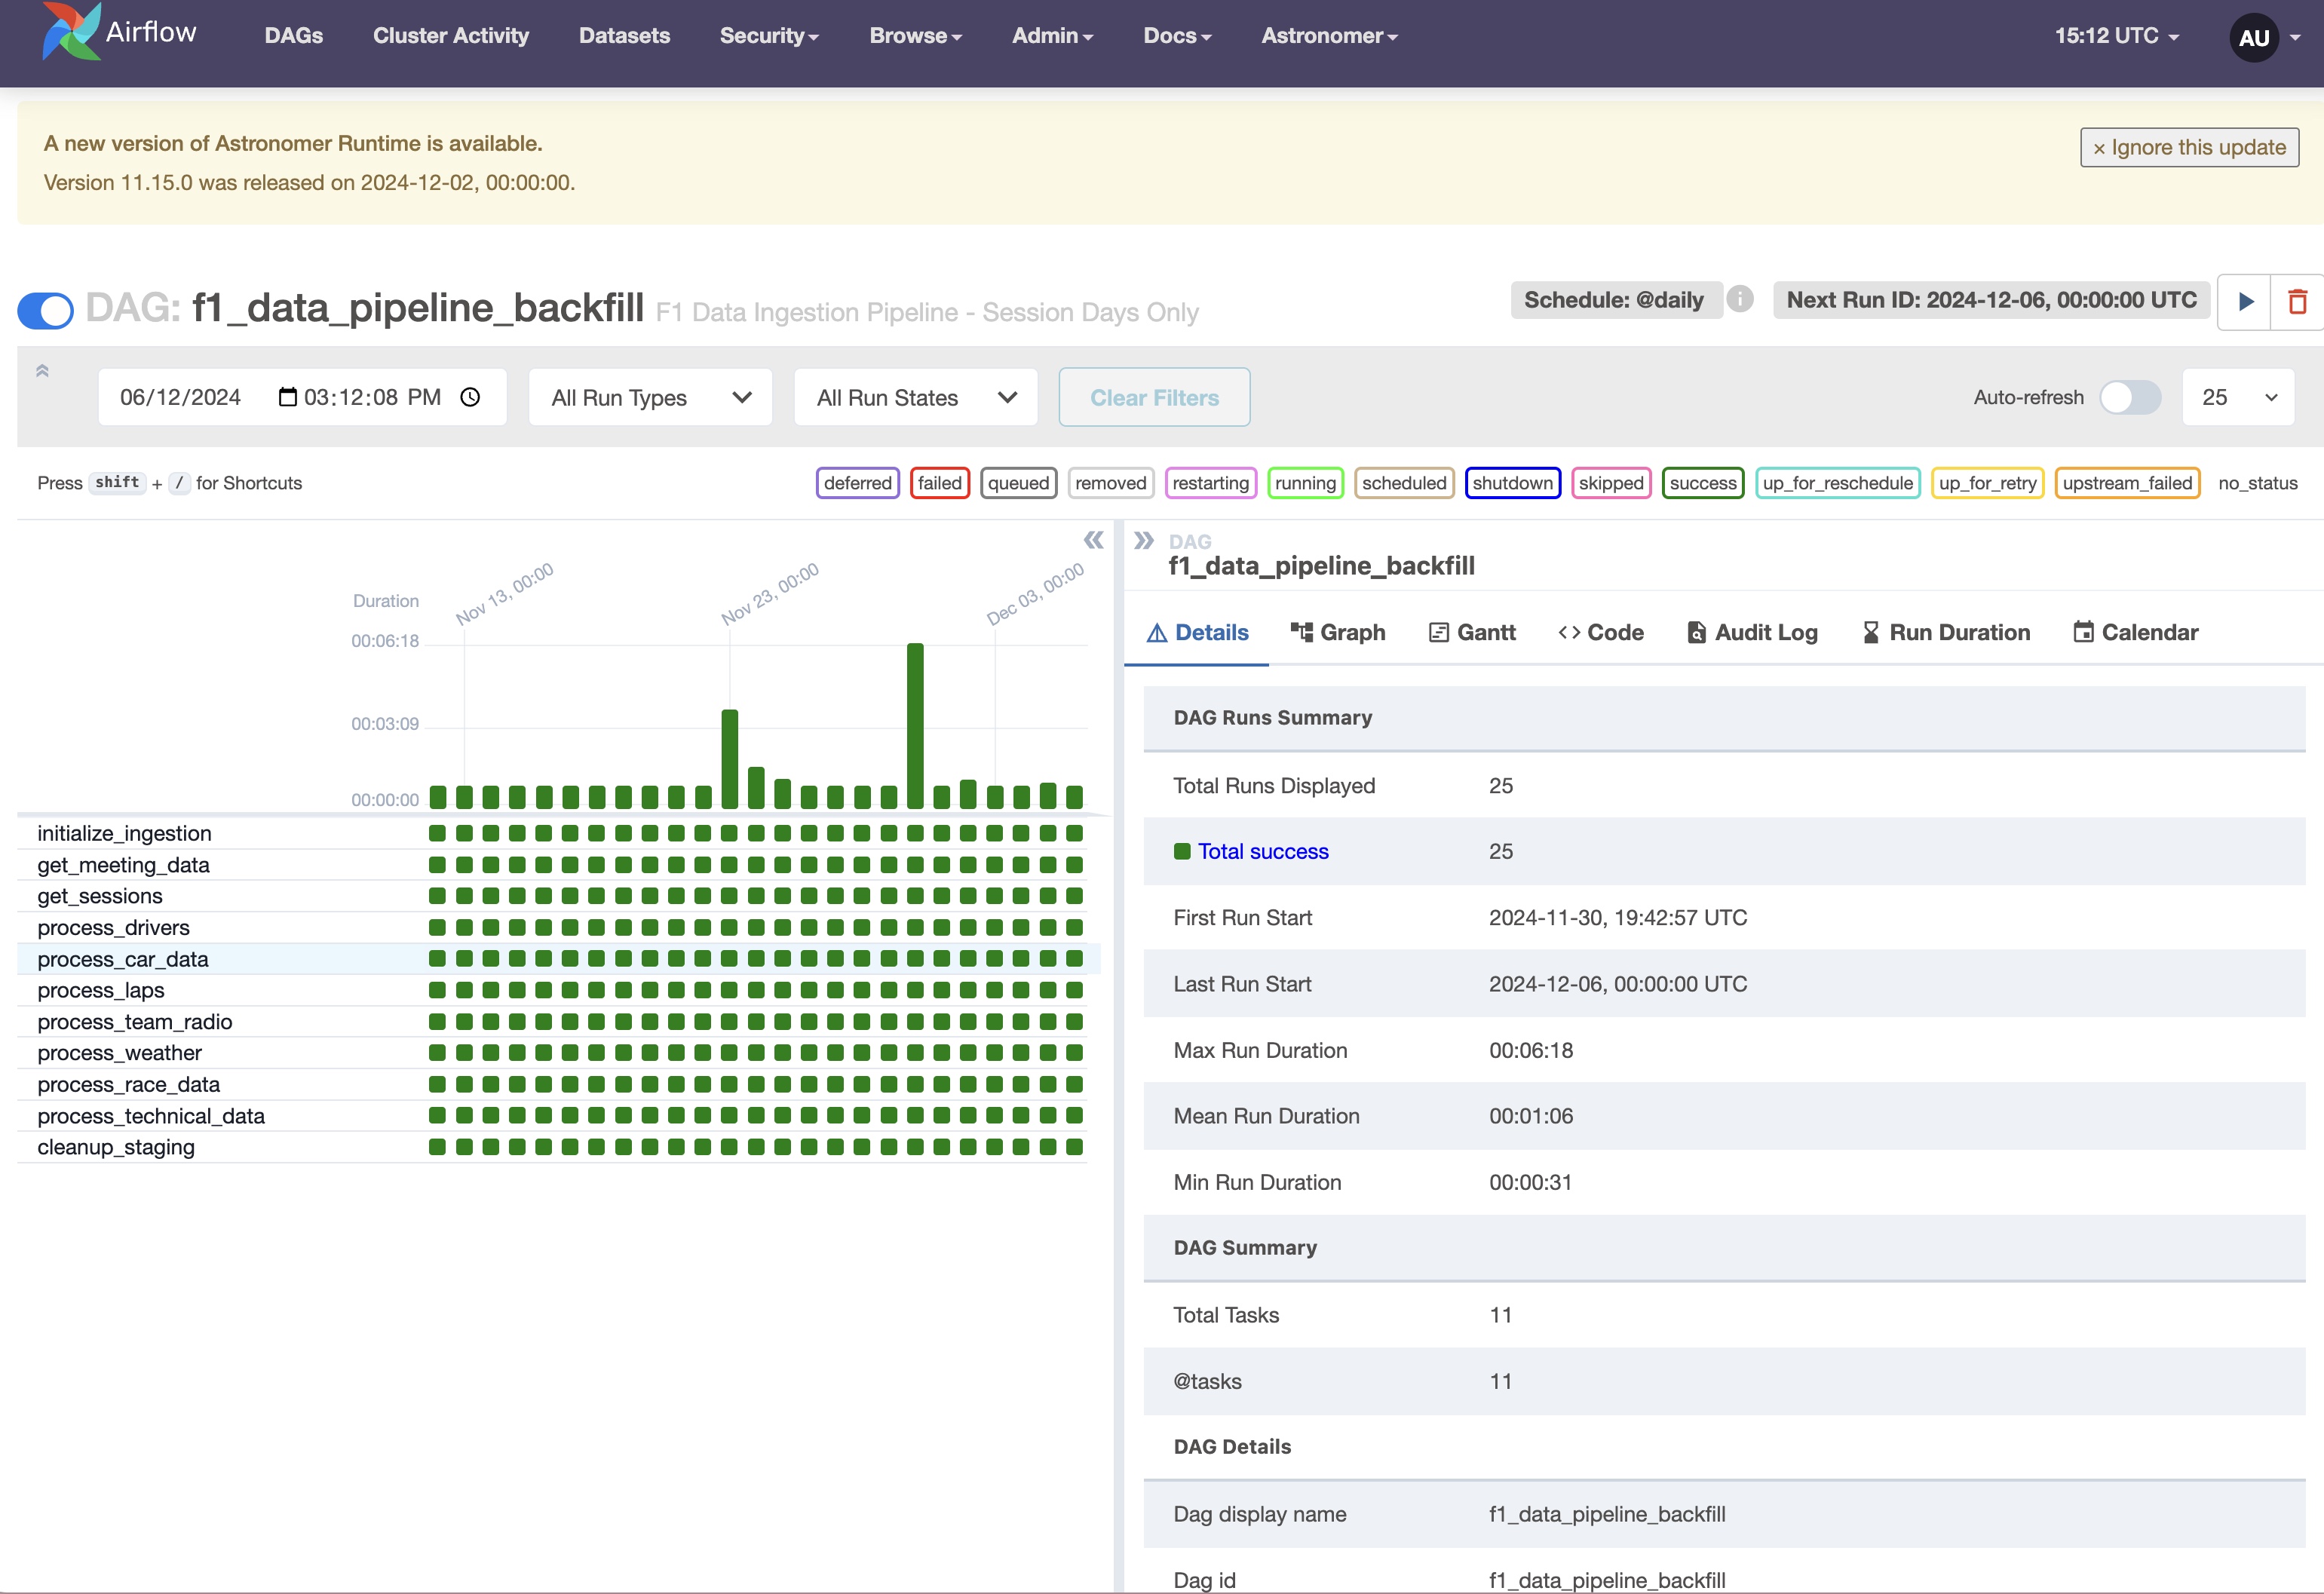 Airflow DAGs Cluster Activity Datasets Security Browse Admin Docs Astronomer 15:12 UTC AU
A new version of Astronomer Runtime is available.
Version 11.15.0 was released on 2024-12-02, 00:00:00.
× Ignore this update
DAG: f1_data_pipeline_backfill F1 Data Ingestion Pipeline - Session Days Only
Schedule: @daily i Next Run ID: 2024-12-06, 00:00:00 UTC
06/12/2024 03:12:08 PM All Run Types All Run States Clear Filters Auto-refresh 25
Press shift + / for Shortcuts
deferred failed queued removed restarting running scheduled shutdown skipped success up_for_reschedule up_for_retry upstream_failed no_status
Duration
Nov 13, 00:00
Nov 23, 00:00
Dec 03, 00:00
00:06:18
00:03:09
00:00:00
initialize_ingestion
get_meeting_data
get_sessions
process_drivers
process_car_data
process_laps
process_team_radio
process_weather
process_race_data
process_technical_data
cleanup_staging
DAG
f1_data_pipeline_backfill
Details Graph Gantt Code Audit Log Run Duration Calendar
DAG Runs Summary
Total Runs Displayed 25
Total success 25
First Run Start 2024-11-30, 19:42:57 UTC
Last Run Start 2024-12-06, 00:00:00 UTC
Max Run Duration 00:06:18
Mean Run Duration 00:01:06
Min Run Duration 00:00:31
DAG Summary
Total Tasks 11
@tasks 11
DAG Details
Dag display name f1_data_pipeline_backfill
Dag id f1_data_pipeline_backfill